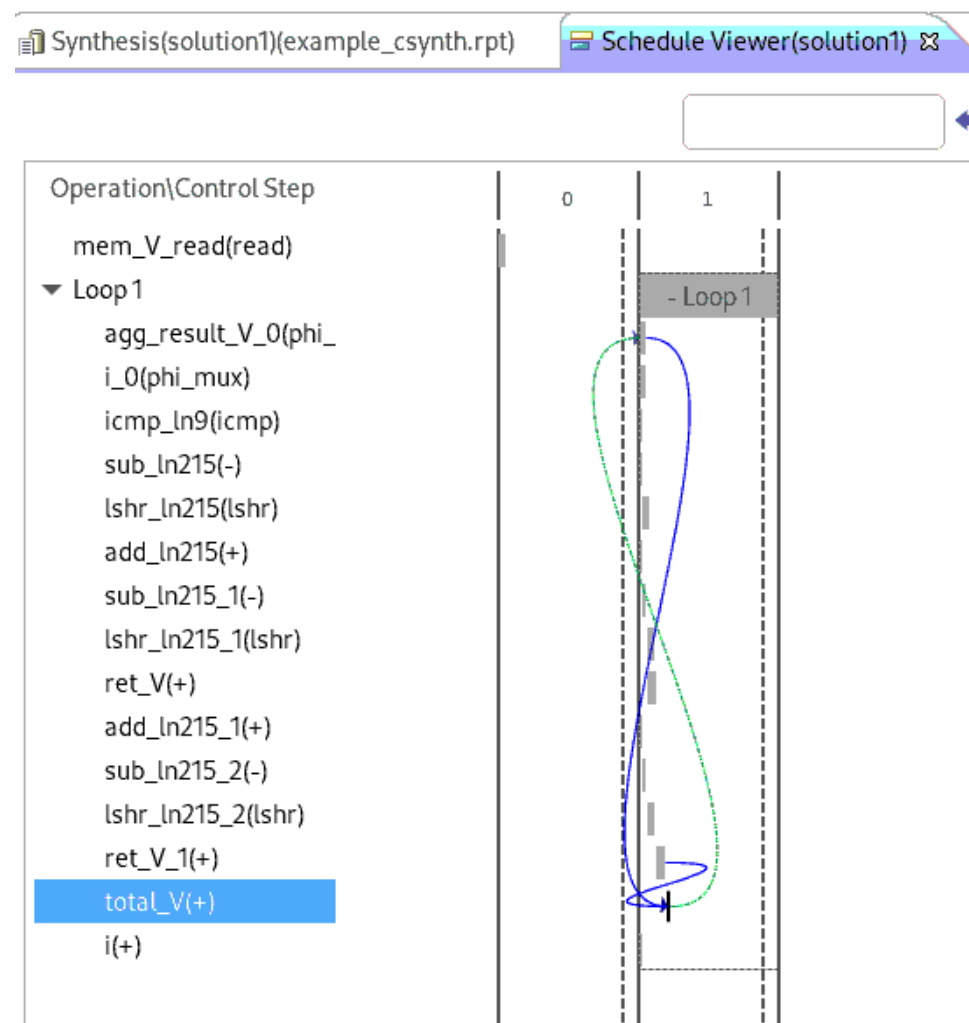 Synthesis(solution1)(example_csynth.rpt)
Schedule Viewer(solution1)
Operation\Control Step
0
1
mem_V_read(read)
Loop 1
- Loop 1
agg_result_V_0(phi_
i_0(phi_mux)
icmp_ln9(icmp)
sub_ln215(-)
lshr_ln215(lshr)
add_ln215(+)
sub_ln215_1(-)
lshr_ln215_1(lshr)
ret_V(+)
add_ln215_1(+)
sub_ln215_2(-)
lshr_ln215_2(lshr)
ret_V_1(+)
total_V(+)
i(+)